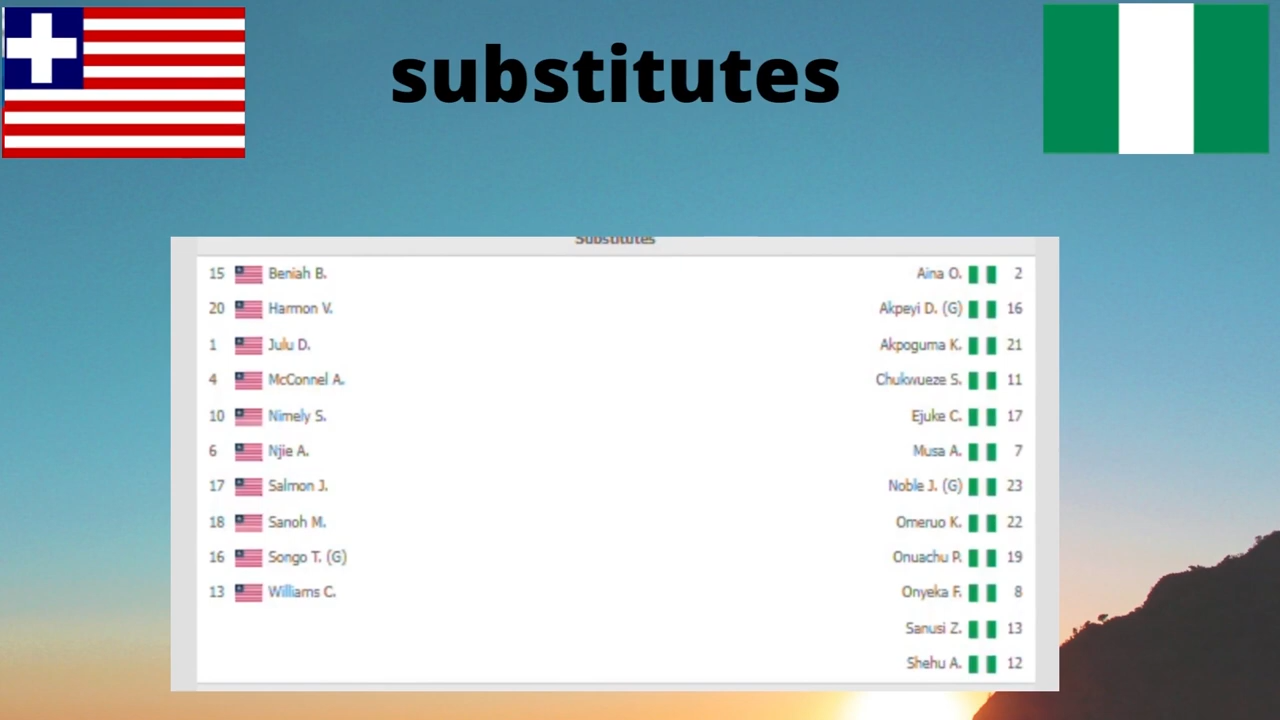 substitutes
Substitutes
15 Beniah B. Aina O. 2
20 Harmon V. Akpeyi D. (G) 16
1 Julu D. Akpoguma K. 21
4 McConnel A. Chukwueze S. 11
10 Nimely S. Ejuke C. 17
6 Njie A. Musa A. 7
17 Salmon J. Noble J. (G) 23
18 Sanoh M. Omeruo K. 22
16 Songo T. (G) Onuachu P. 19
13 Williams C. Onyeka F. 8
Sanusi Z. 13
Shehu A. 12